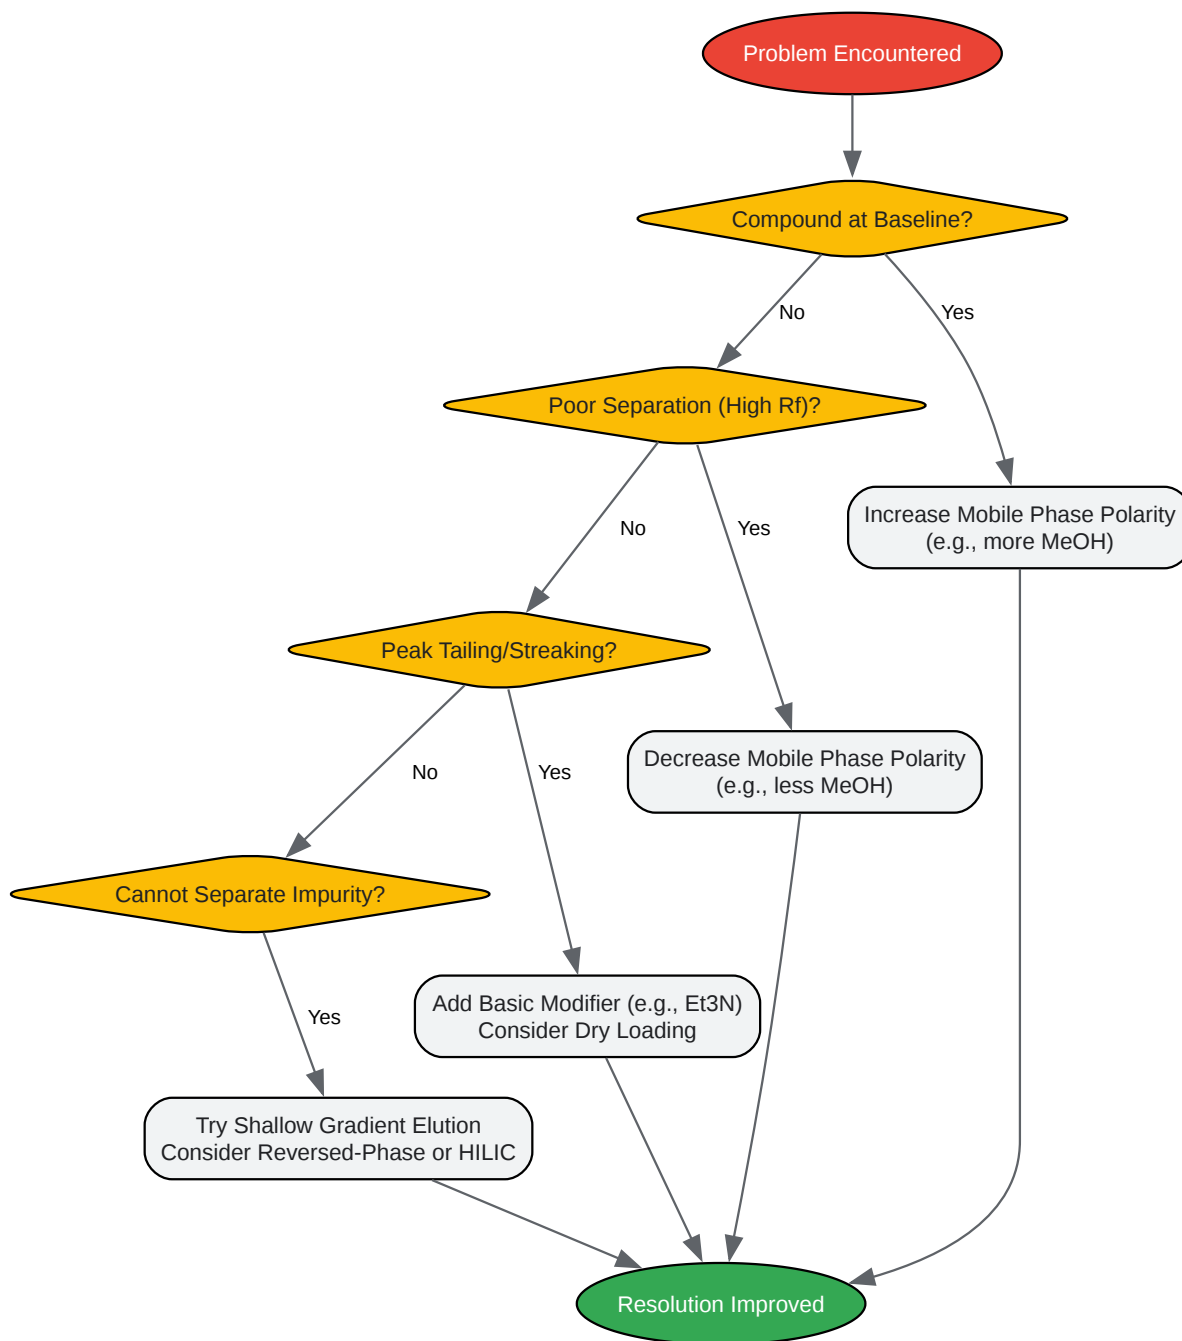 Problem Encountered
Compound at Baseline?
No
Yes
Poor Separation (High Rf)?
Increase Mobile Phase Polarity
(e.g., more MeOH)
No
Yes
Peak Tailing/Streaking?
Decrease Mobile Phase Polarity
(e.g., less MeOH)
No
Yes
Cannot Separate Impurity?
Add Basic Modifier (e.g., Et3N)
Consider Dry Loading
Yes
Try Shallow Gradient Elution
Consider Reversed-Phase or HILIC
Resolution Improved